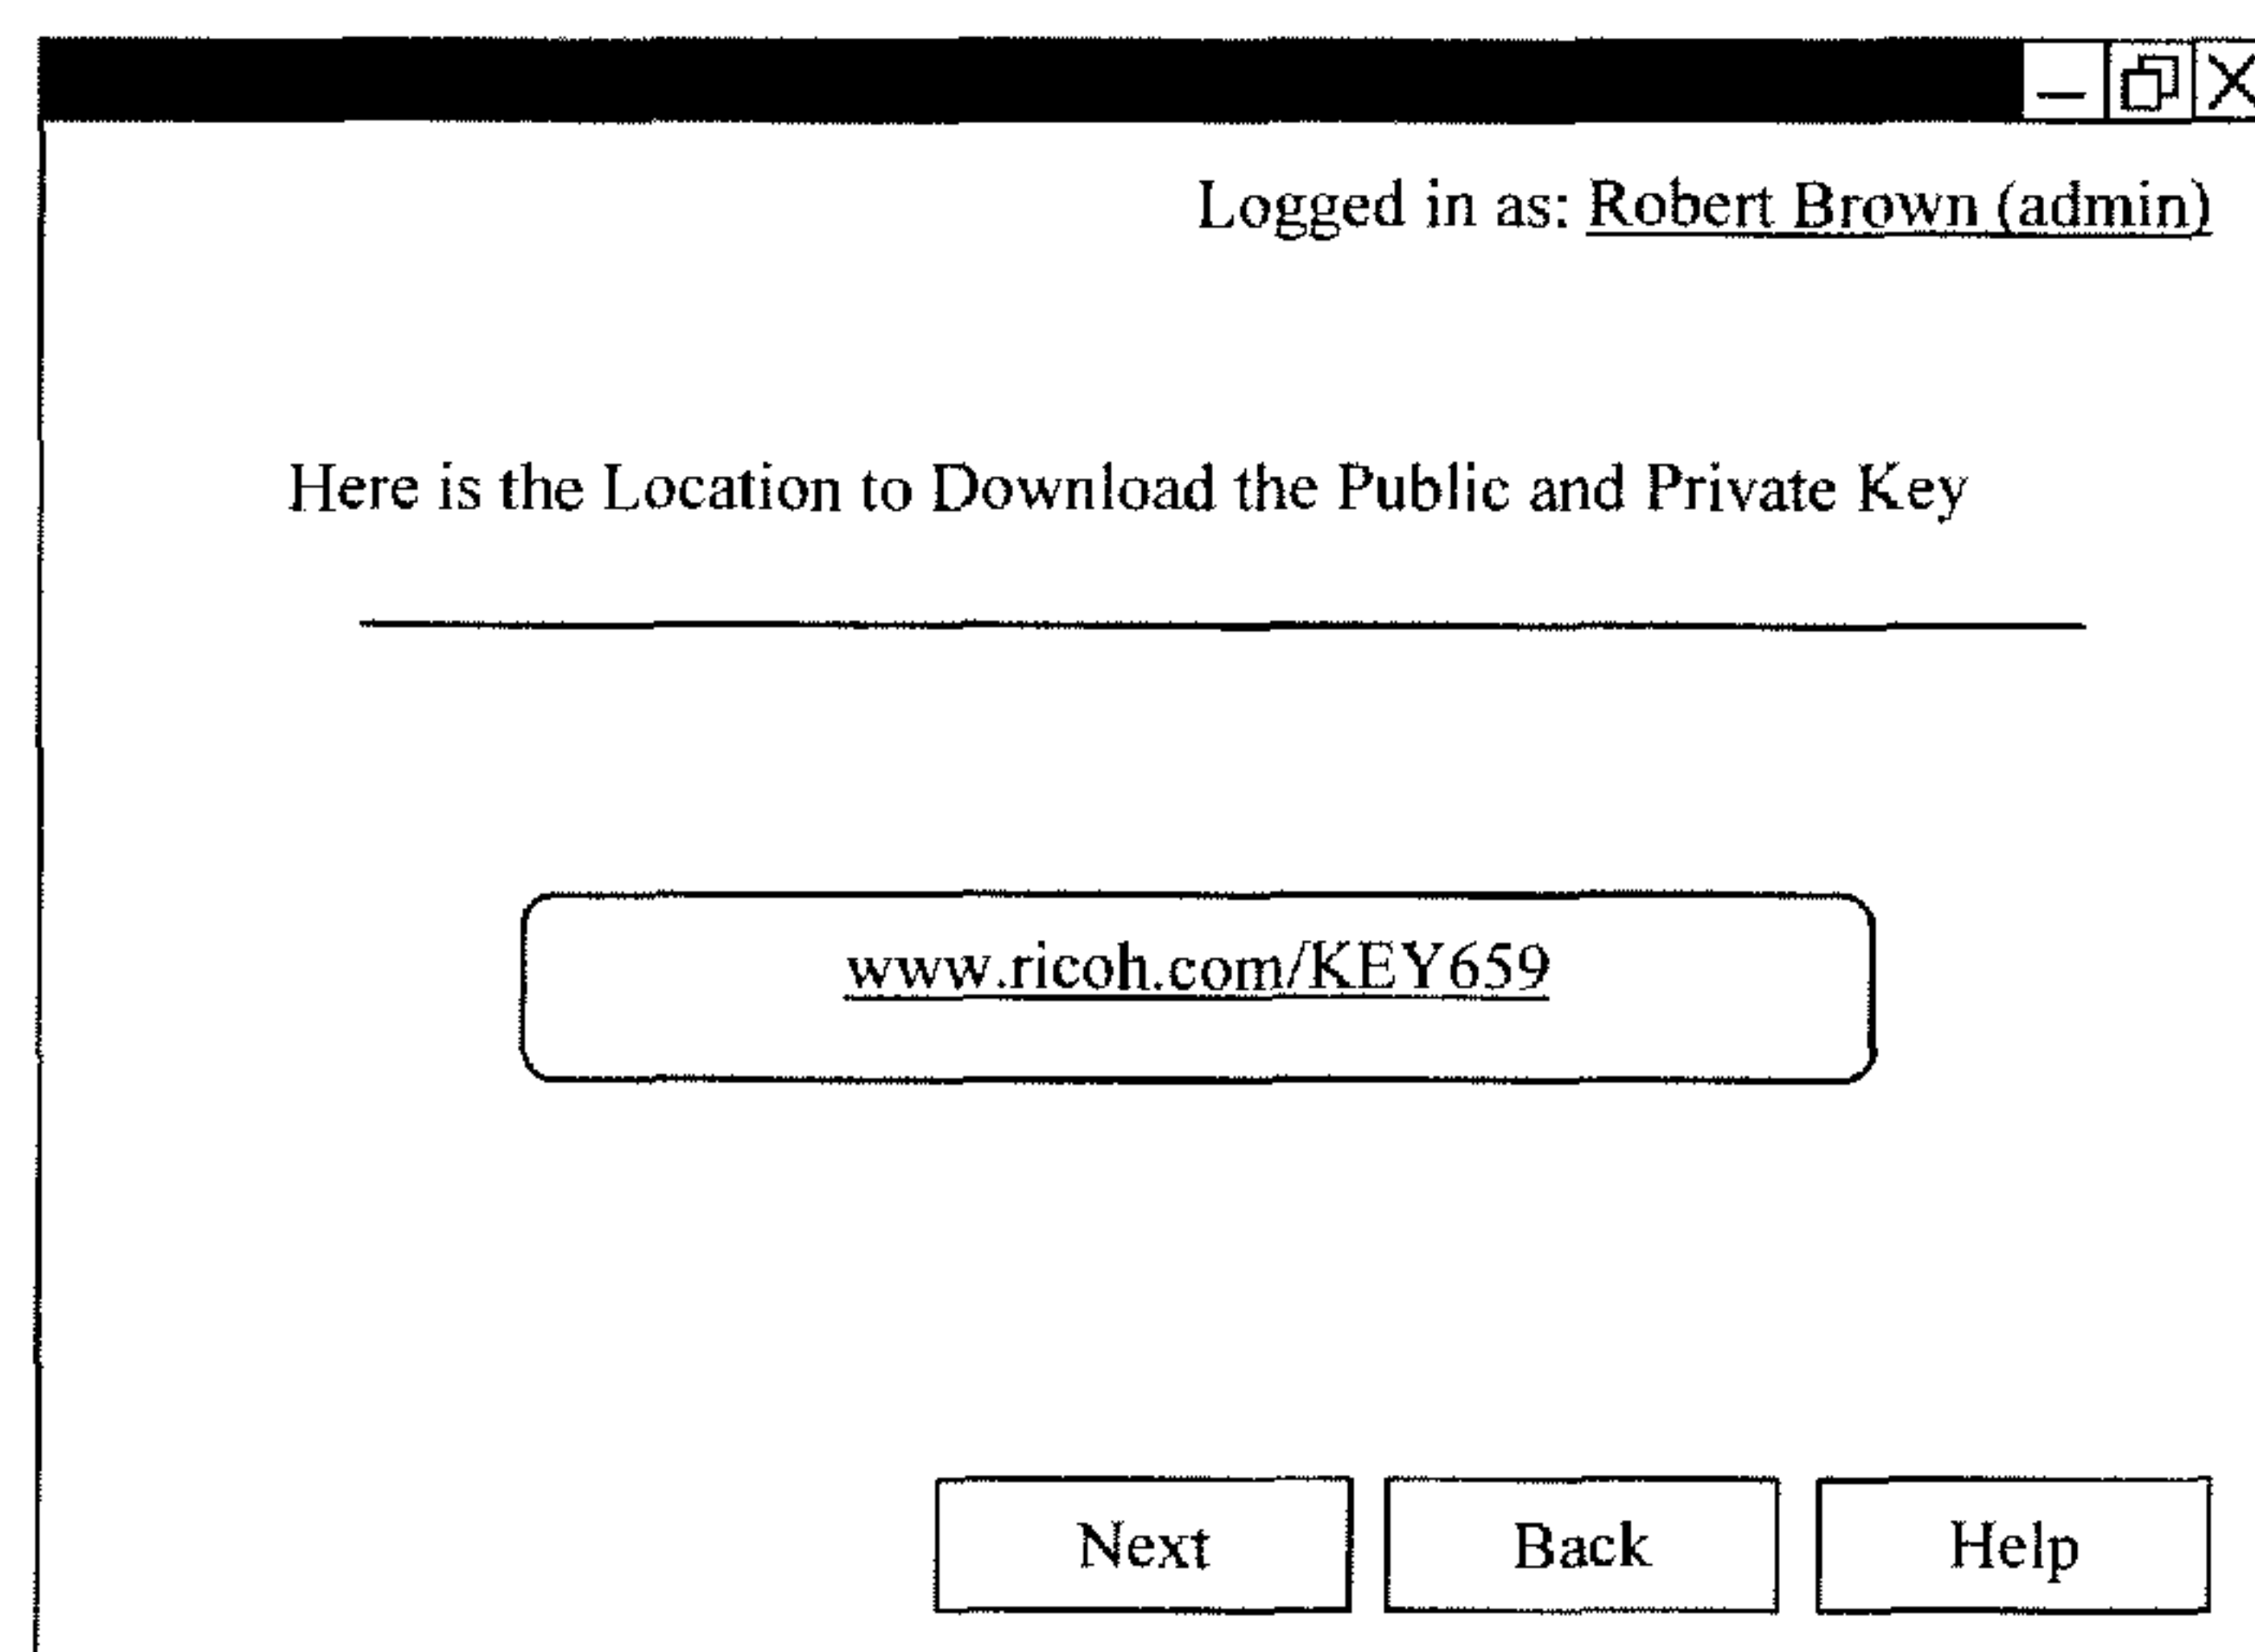 Logged in as: Robert Brown (admin)
Here is the Location to Download the Public and Private Key
www.ricoh.com/KEY659
Next Back Help